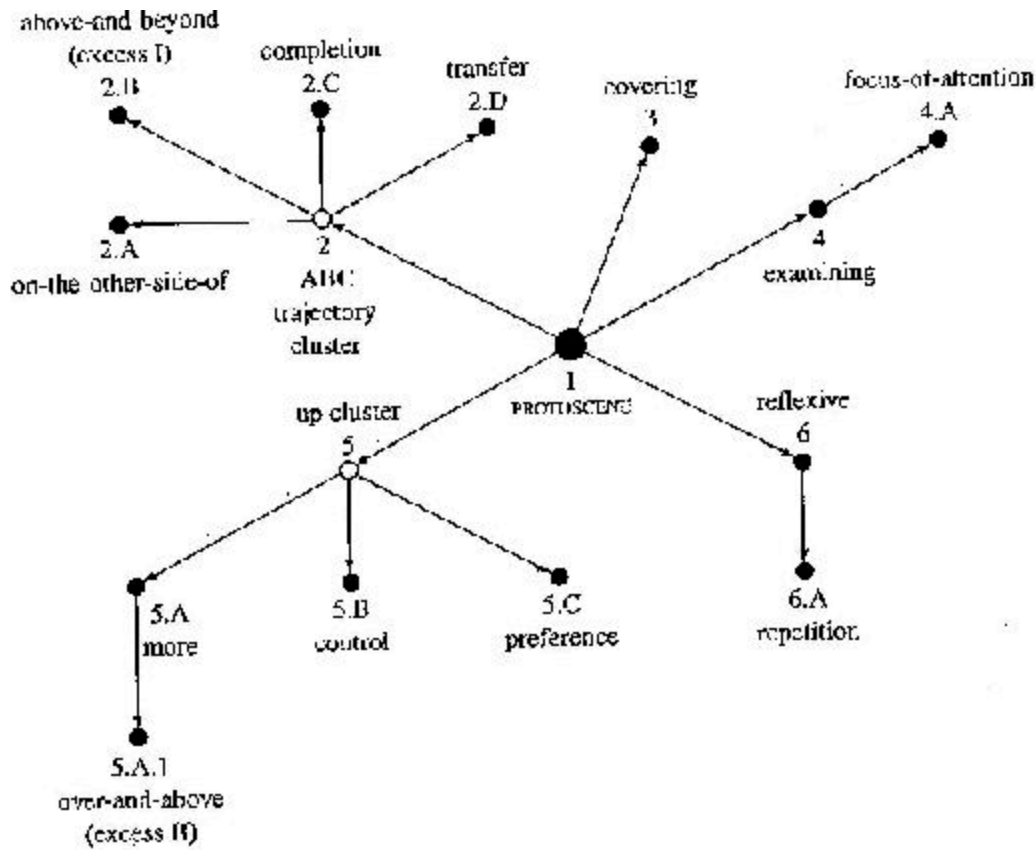 above-and beyond
(excess I)
2.B
completion
2.C
transfer
2.D
covering
3
focus-of-attention
4.A
2.A
on-the other-side-of
2
ABC
trajectory
cluster
4
examining
1
PROTOSCENE
up cluster
5
reflexive
6
5.A
more
5.B
control
5.C
preference
6.A
repetition
5.A.1
over-and-above
(excess II)